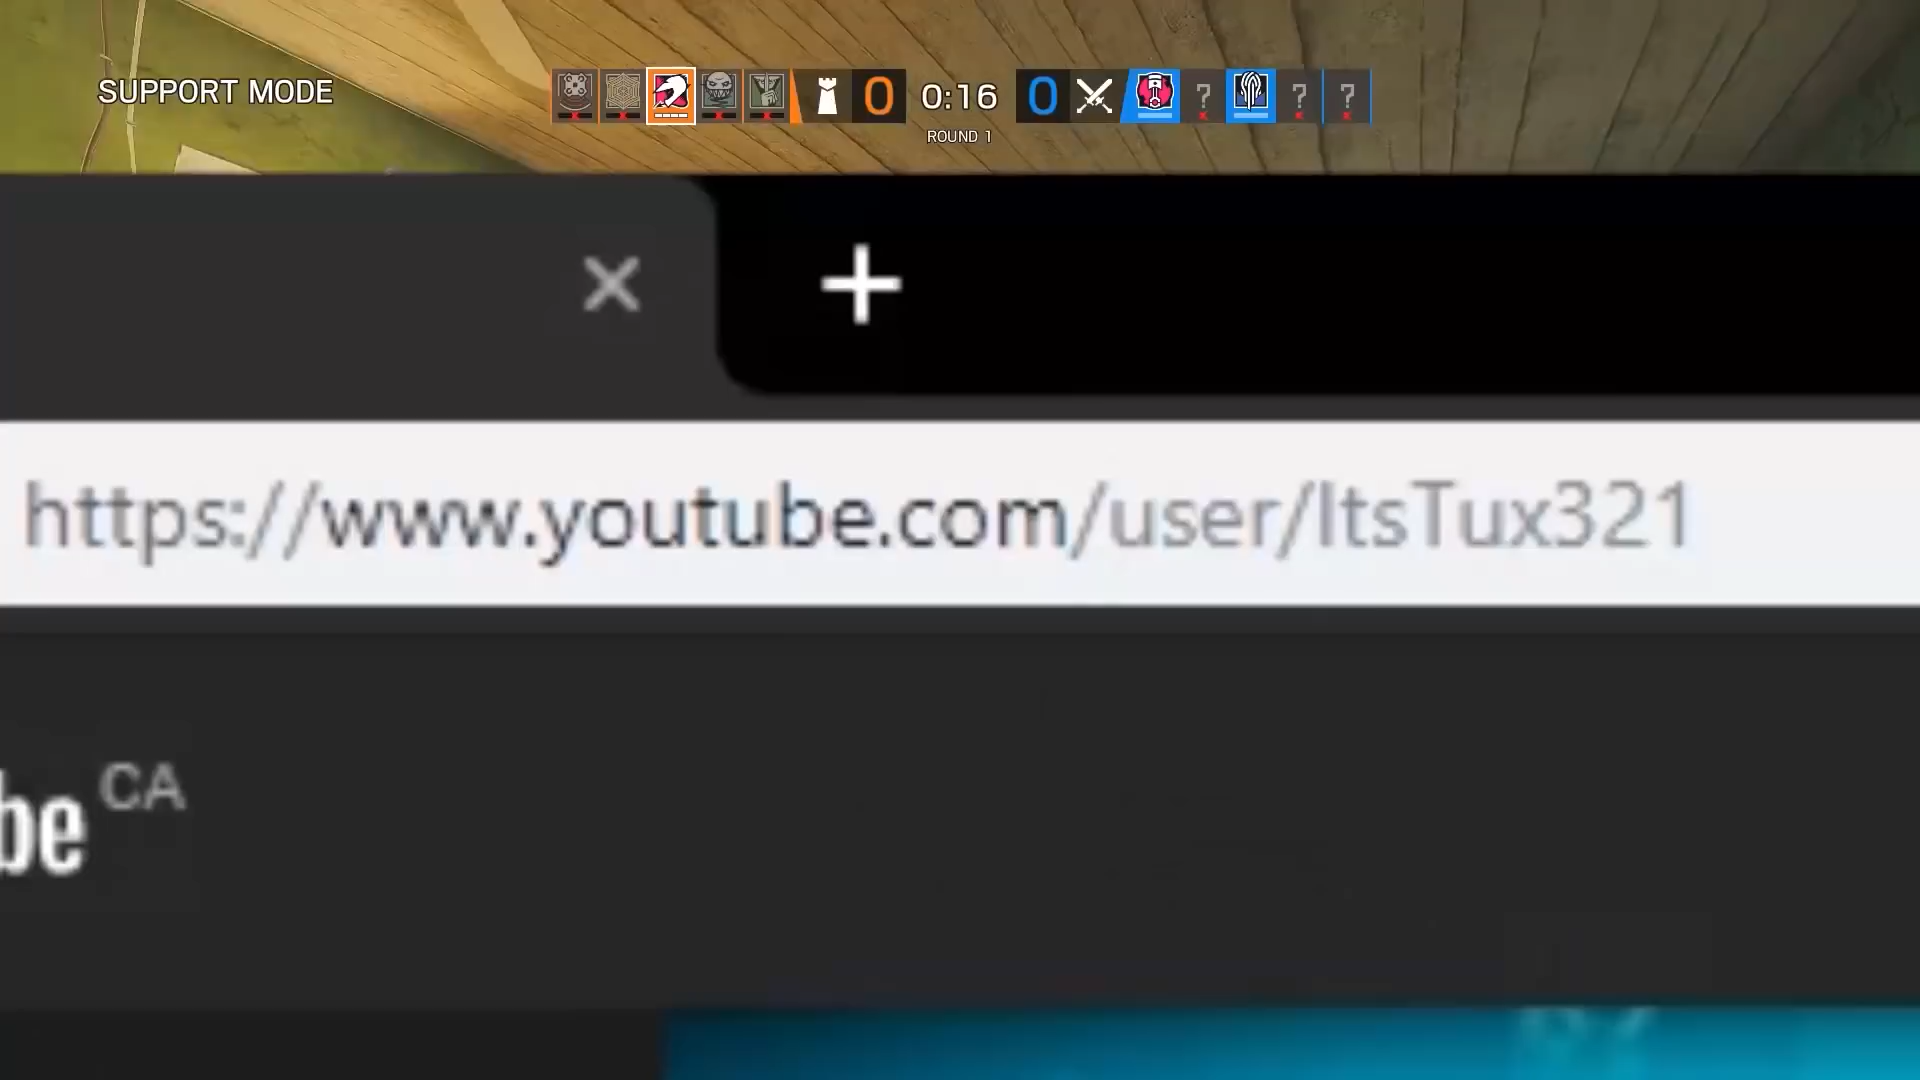 SUPPORT MODE
0 0:16 0 ? ? ?
ROUND 1
https://www.youtube.com/user/ItsTux321
be CA